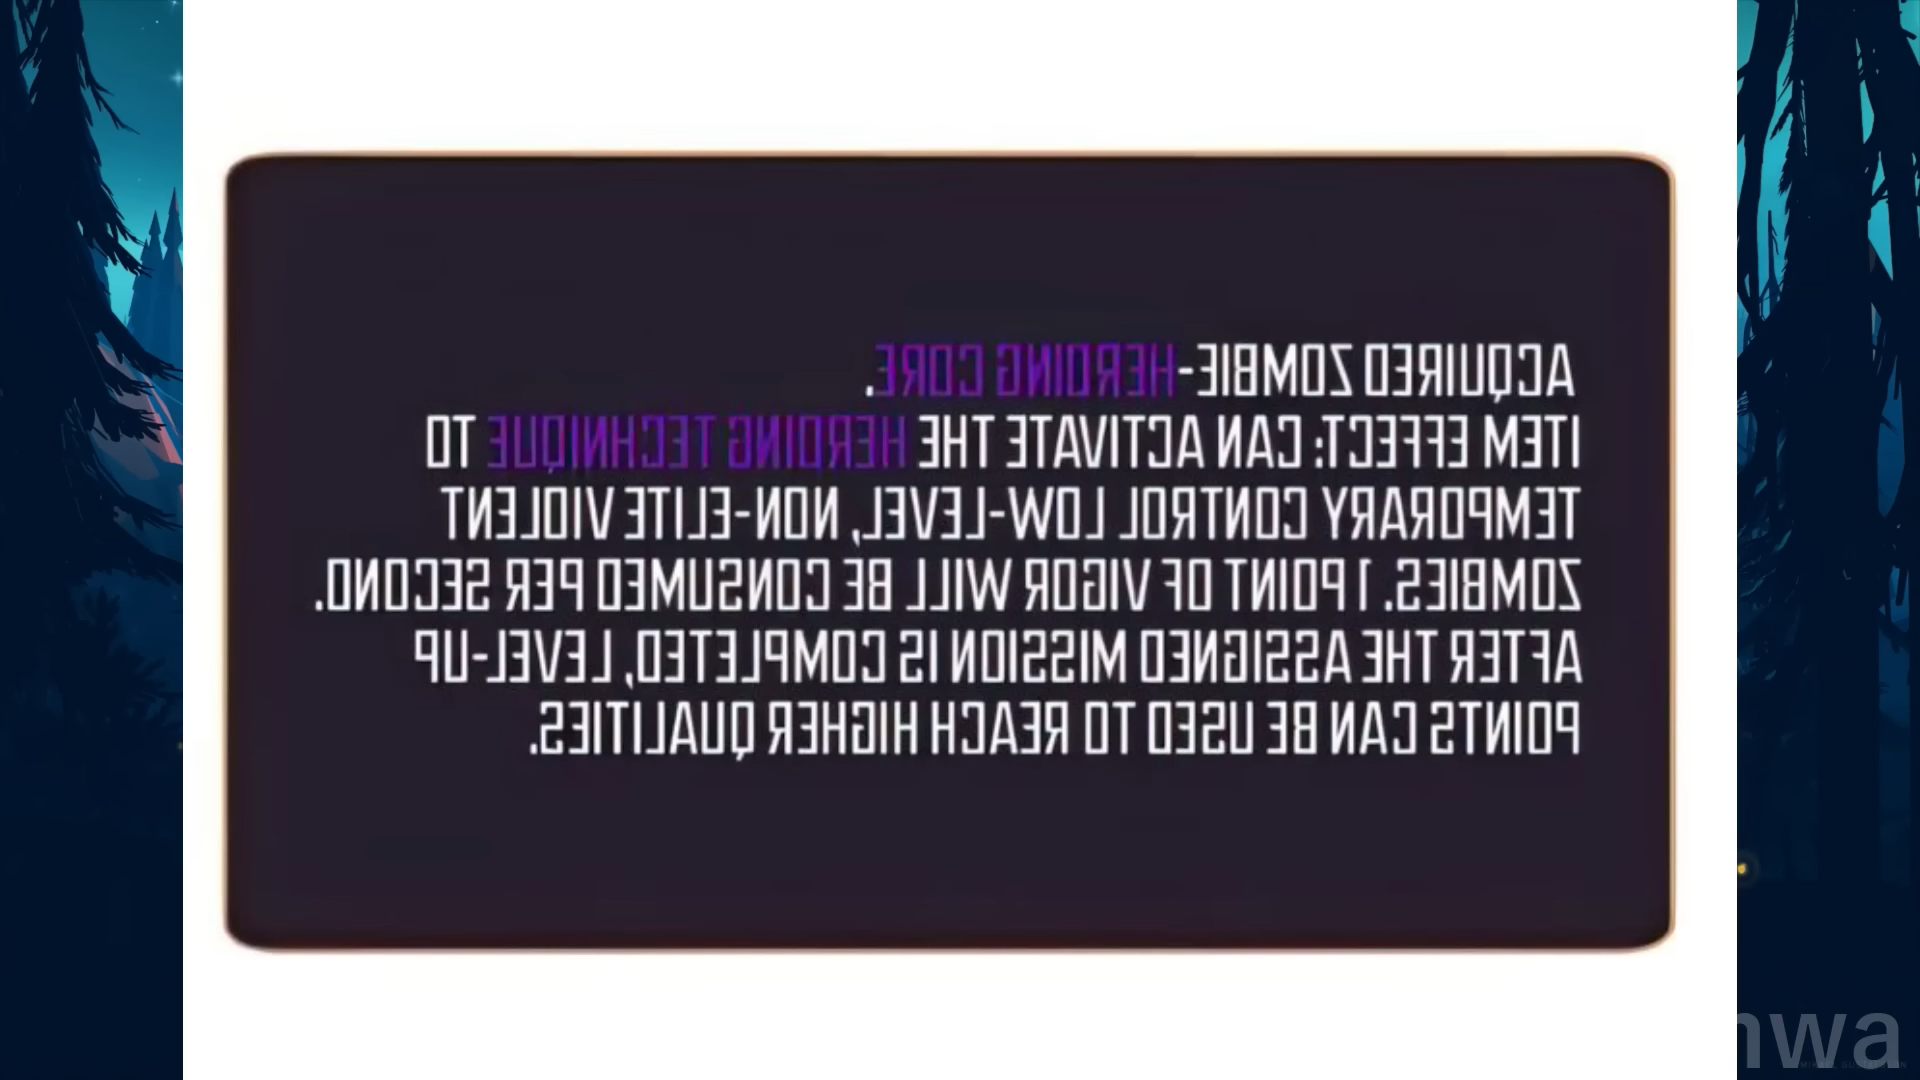 ACQUIRED ZOMBIE-HERDING CORE.
ITEM EFFECT: CAN ACTIVATE THE HERDING TECHNIQUE TO
TEMPORARY CONTROL LOW-LEVEL, NON-ELITE VIOLENT
ZOMBIES. 1 POINT OF VIGOR WILL BE CONSUMED PER SECOND.
AFTER THE ASSIGNED MISSION IS COMPLETED, LEVEL-UP
POINTS CAN BE USED TO REACH HIGHER QUALITIES.
nwa